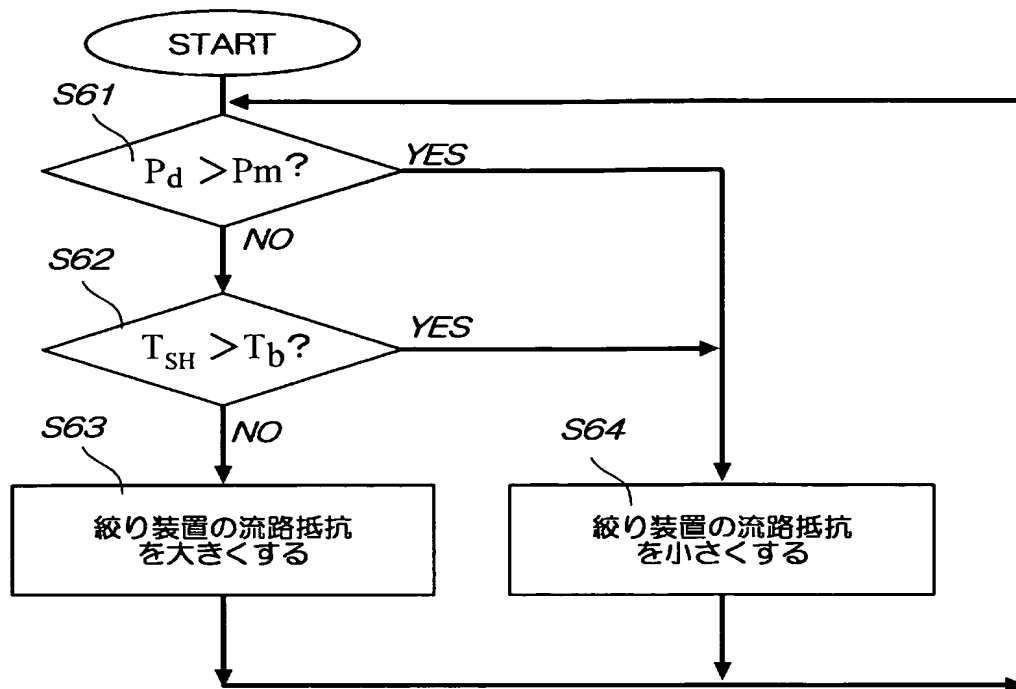 START
S61
Pd >Pm?
YES
NO
S62
TSH >Tb?
YES
NO
S63
絞り装置の流路抵抗
を大きくする
S64
絞り装置の流路抵抗
を小さくする